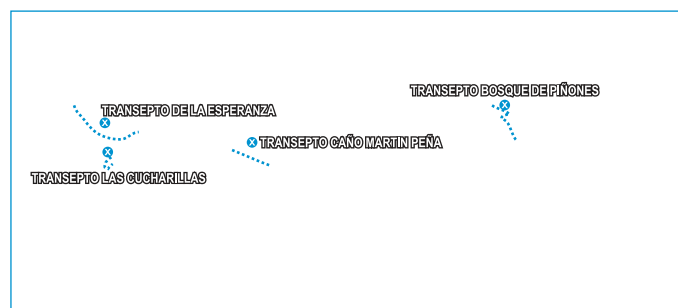 TRANSEPTO BOSQUE DE PIÑONES
TRANSEPTO DE LA ESPERANZA
X
X
X TRANSEPTO CAÑO MARTIN PEÑA
X
TRANSEPTO LAS CUCHARILLAS